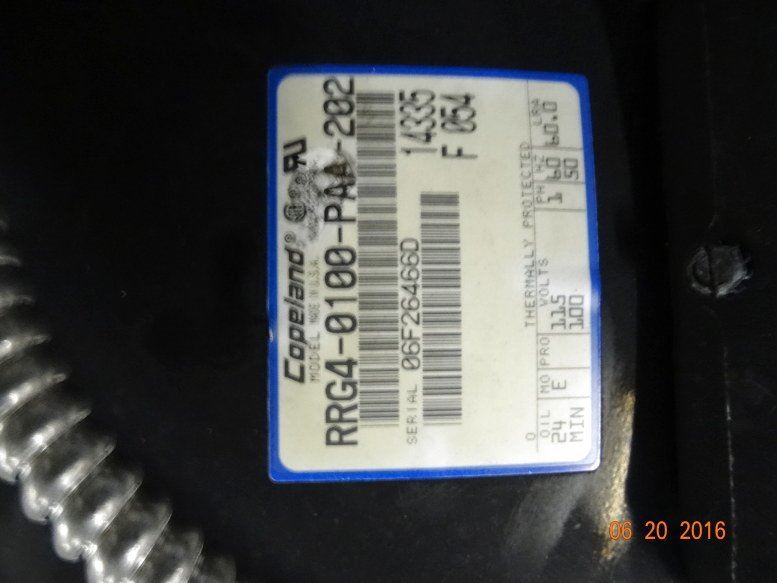 Copeland®
MODEL MADE IN U.S.A.
RRG4-0100-PAA-202
SERIAL 06F26466D
14335
F 054
O THERMALLY PROTECTED
OIL MO PRO VOLTS PH HZ LRA
24 E 115 1 60 60.0
MIN 100 50
06 20 2016